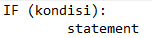 IF (kondisi):
        statement